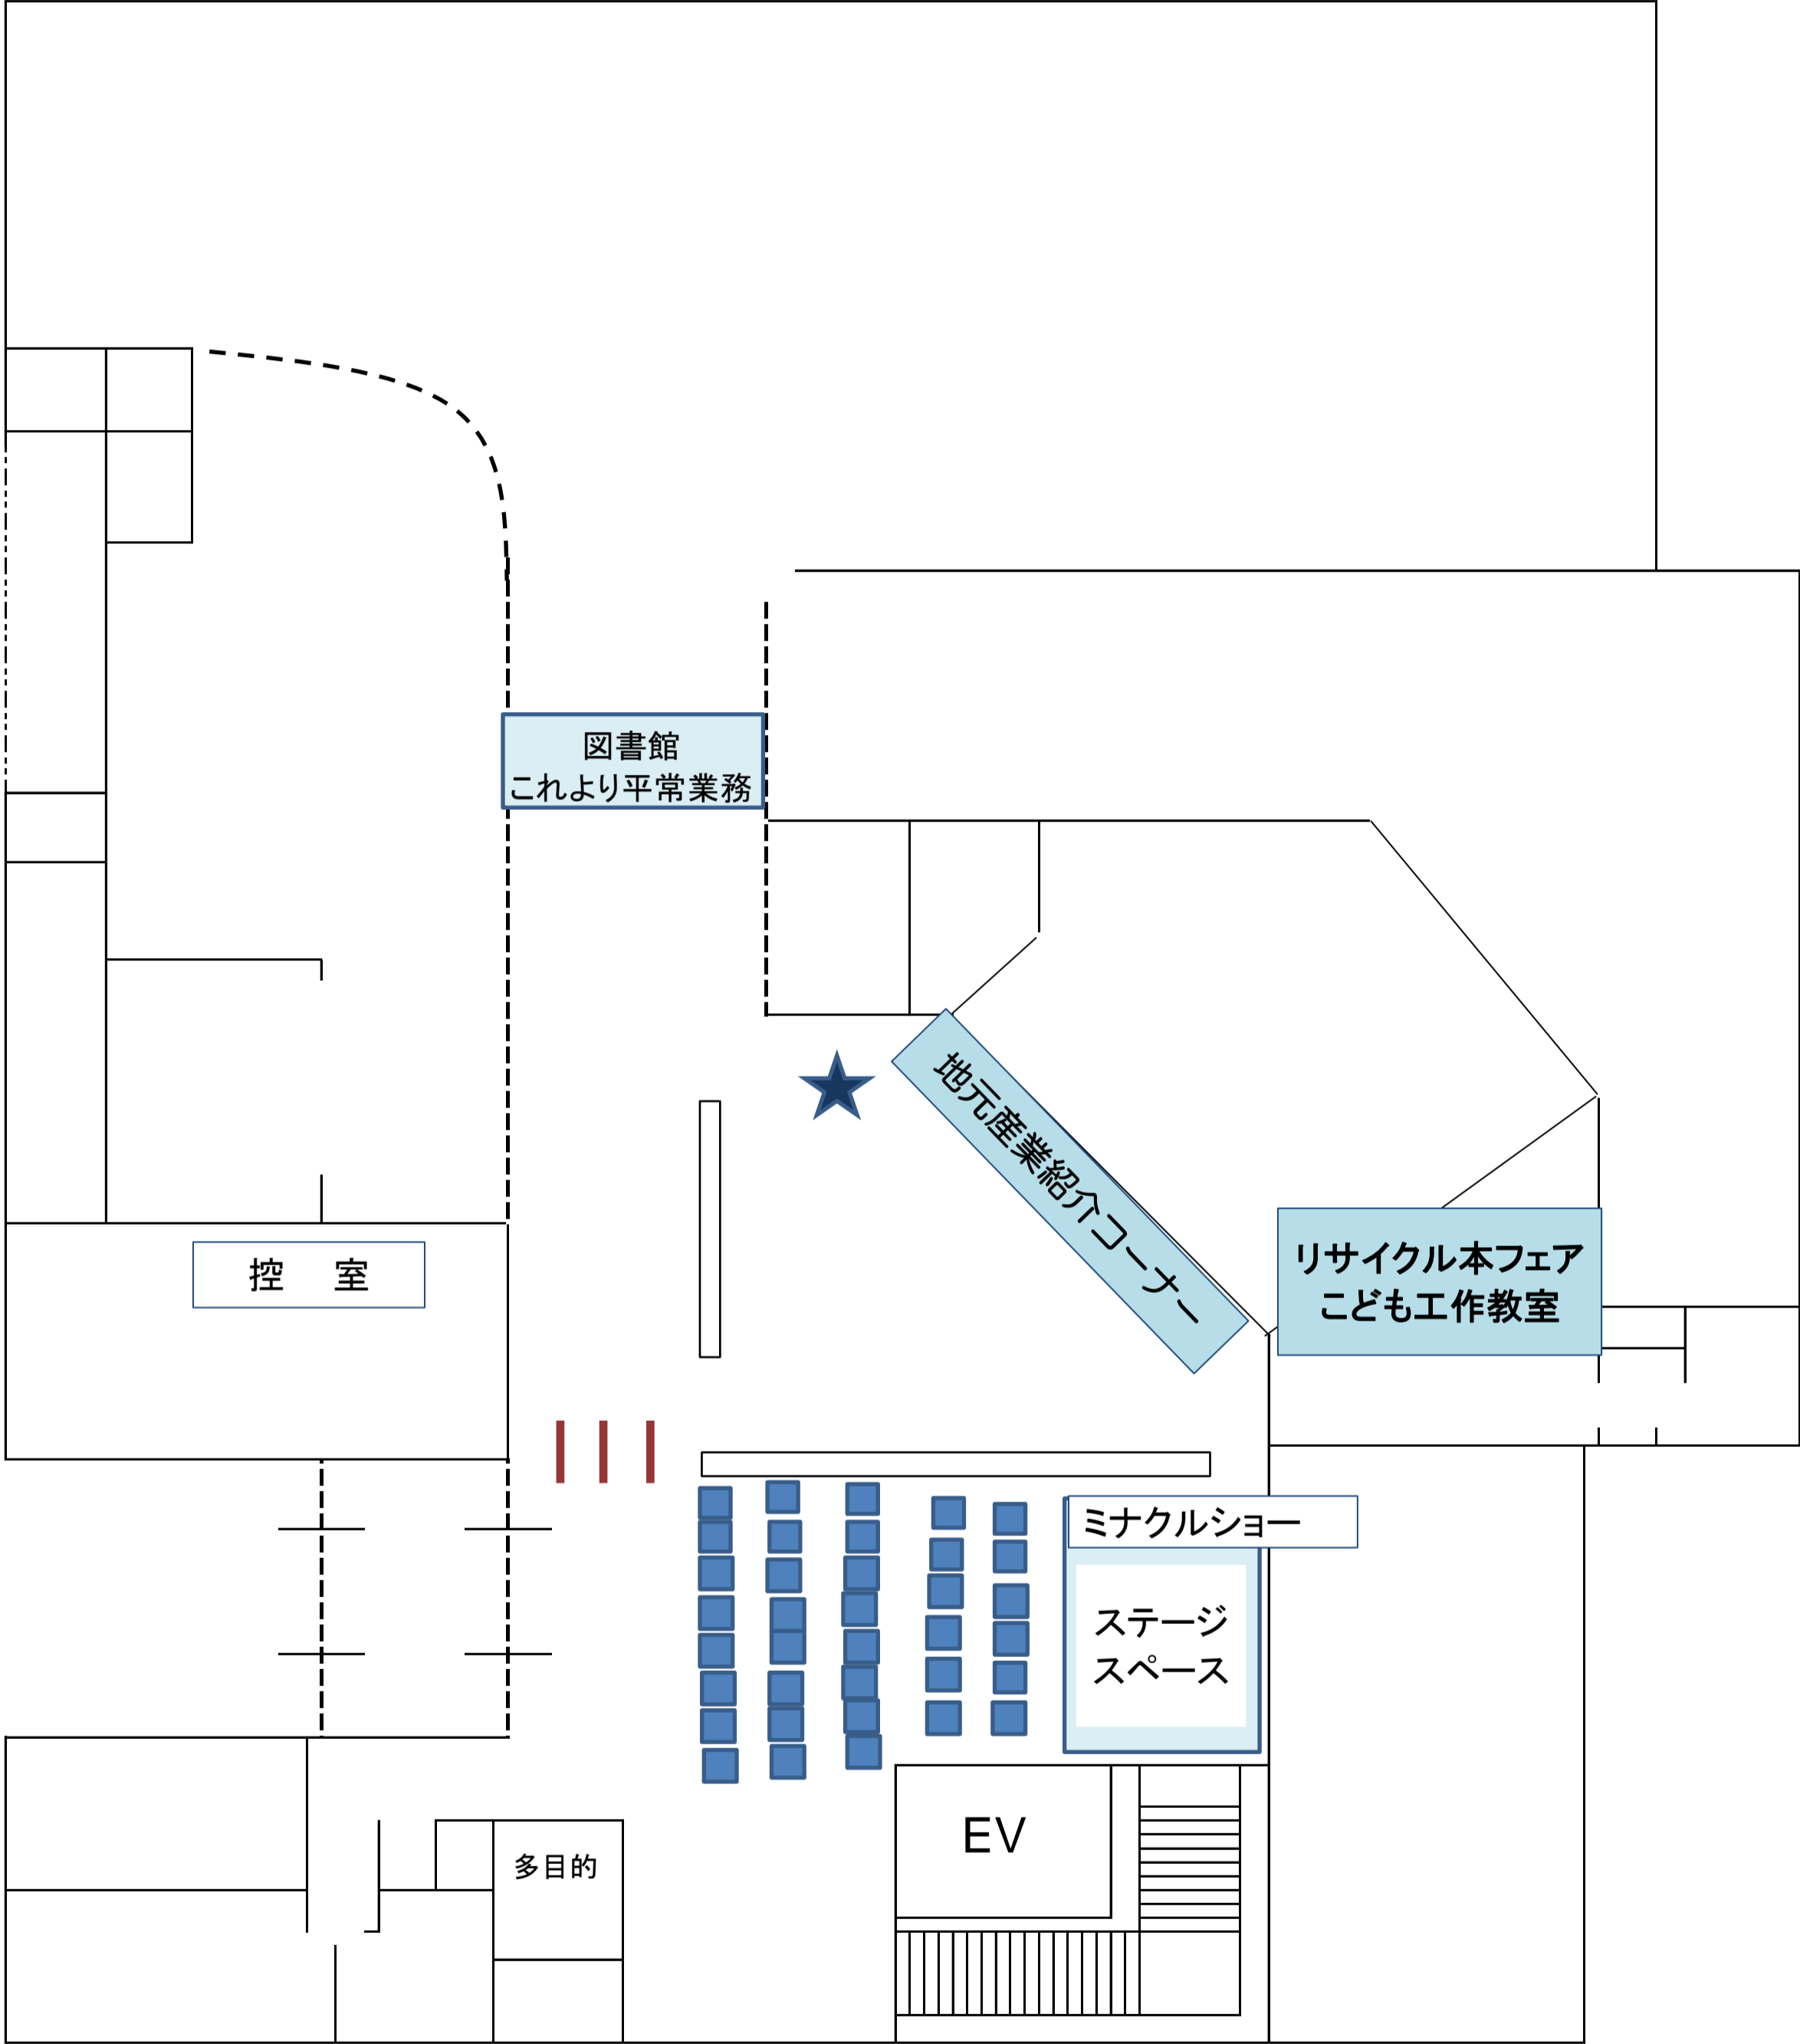 図書館
これより平常業務
地元産業紹介コーナー
リサイクル本フェア
こども工作教室
控　室
ミナクルショー
ステージ
スペース
EV
多目的